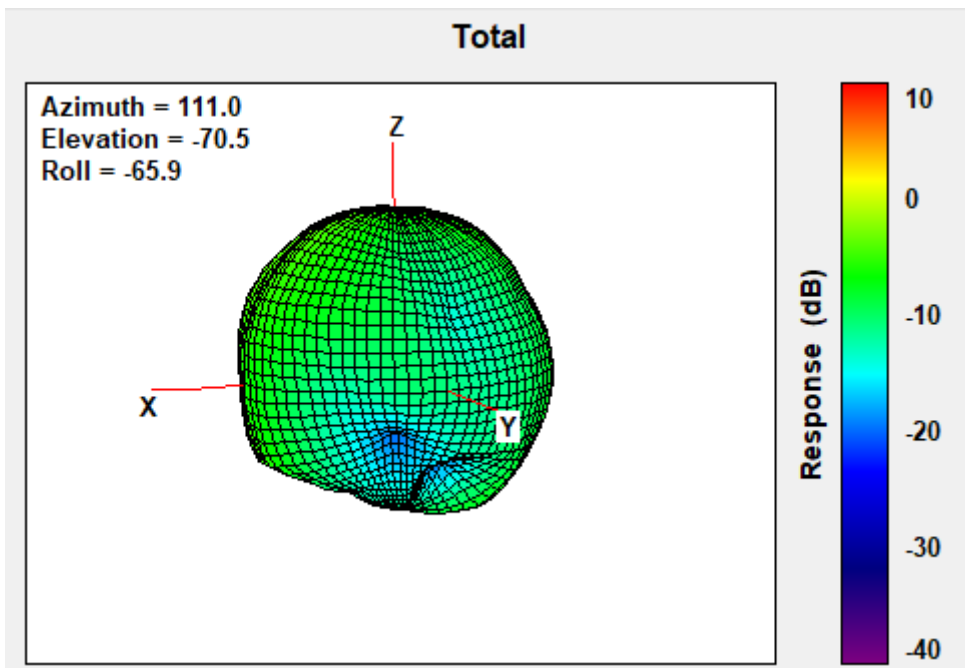 Total
Azimuth = 111.0
Elevation = -70.5
Roll = -65.9
Z
X
Y
10
0
-10
-20
-30
-40
Response (dB)